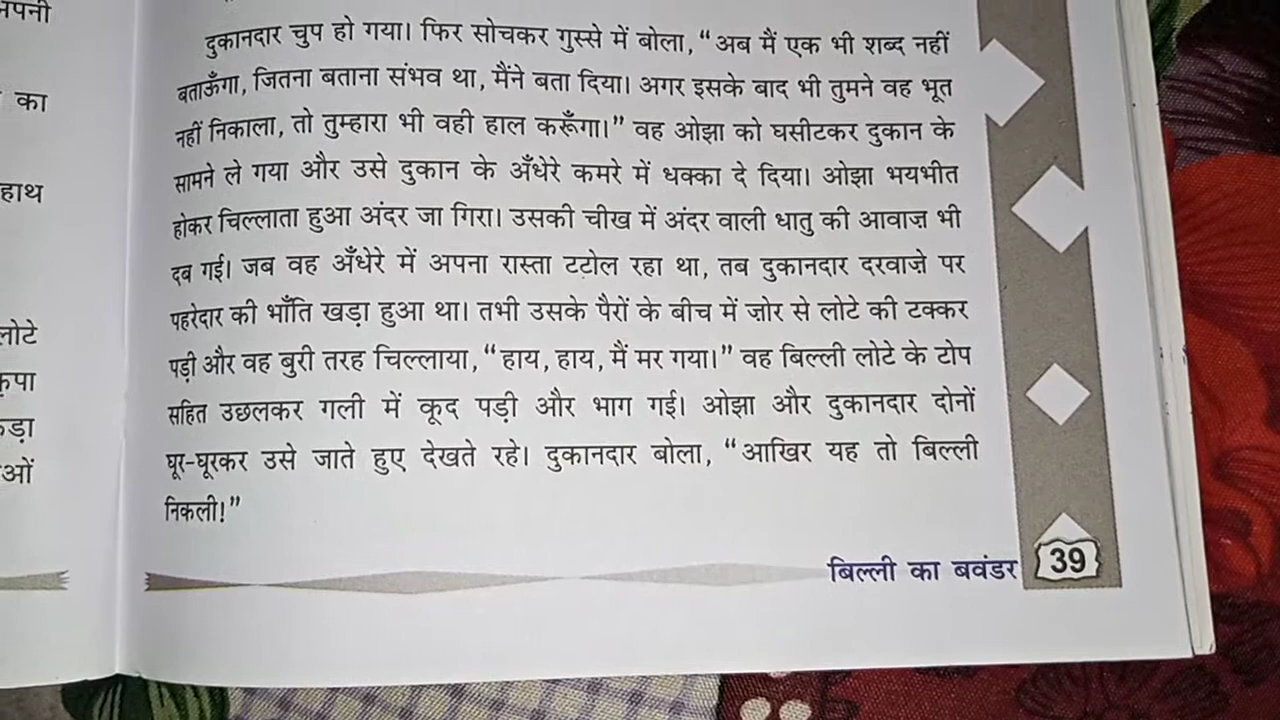 पनी
का
हाथ
लोटे
कृपा
ओं
दुकानदार चुप हो गया। फिर सोचकर गुस्से में बोला, “अब मैं एक भी शब्द नहीं
बताऊँगा, जितना बताना संभव था, मैंने बता दिया। अगर इसके बाद भी तुमने वह भूत
नहीं निकाला, तो तुम्हारा भी वही हाल करूँगा।” वह ओझा को घसीटकर दुकान के
सामने ले गया और उसे दुकान के अँधेरे कमरे में धक्का दे दिया। ओझा भयभीत
होकर चिल्लाता हुआ अंदर जा गिरा। उसकी चीख में अंदर वाली धातु की आवाज़ भी
दब गई। जब वह अँधेरे में अपना रास्ता टटोल रहा था, तब दुकानदार दरवाज़े पर
पहरेदार की भाँति खड़ा हुआ था। तभी उसके पैरों के बीच में ज़ोर से लोटे की टक्कर
पड़ी और वह बुरी तरह चिल्लाया, “हाय, हाय, मैं मर गया।” वह बिल्ली लोटे के टोप
सहित उछलकर गली में कूद पड़ी और भाग गई। ओझा और दुकानदार दोनों
घूर-घूरकर उसे जाते हुए देखते रहे। दुकानदार बोला, “आखिर यह तो बिल्ली
निकली!”
बिल्ली का बवंडर 39